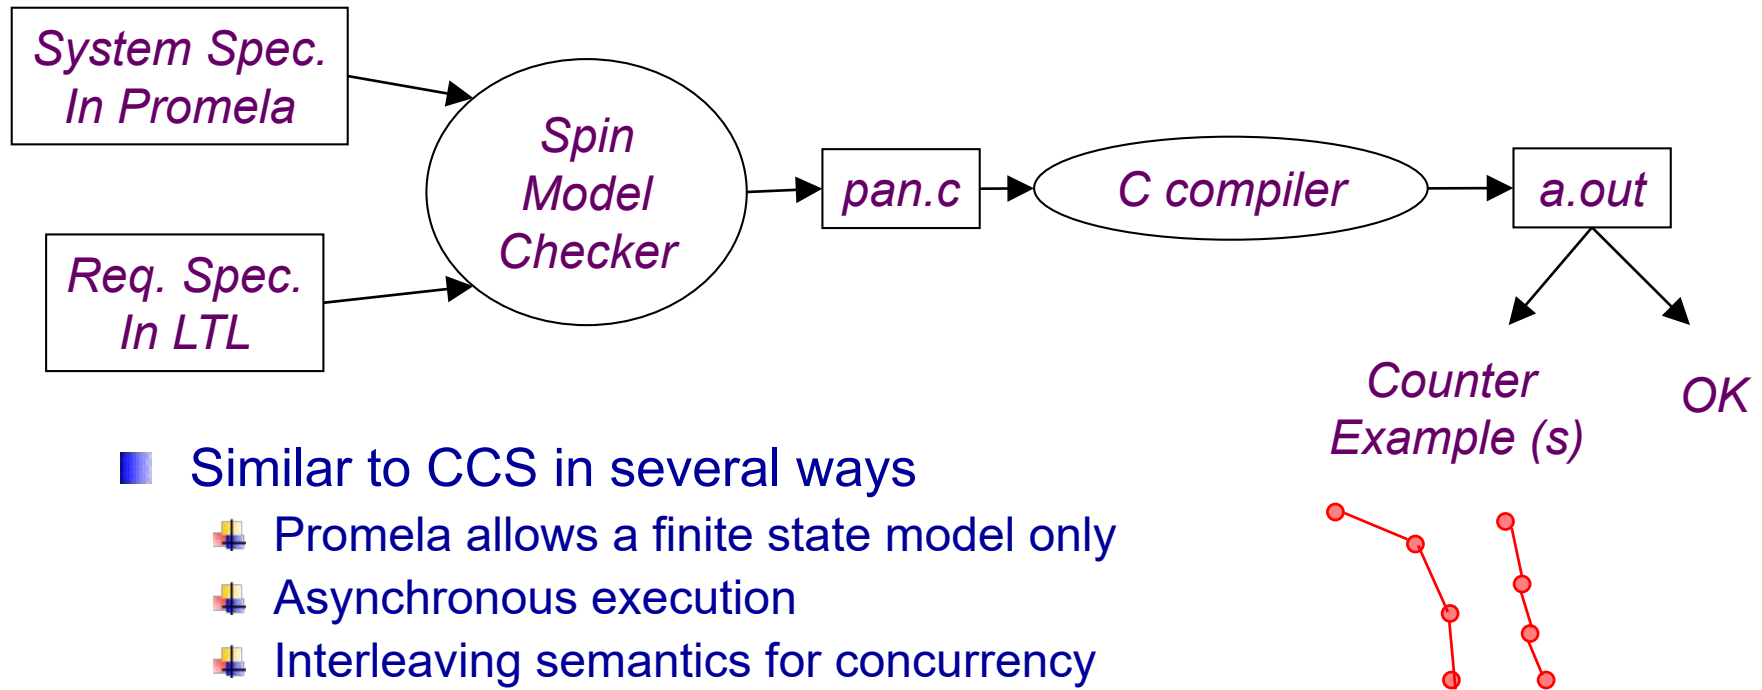 System Spec.
In Promela
Spin
Model
Checker
pan.c
C compiler
a.out
Req. Spec.
In LTL
Counter
Example (s)
OK
Similar to CCS in several ways
Promela allows a finite state model only
Asynchronous execution
Interleaving semantics for concurrency